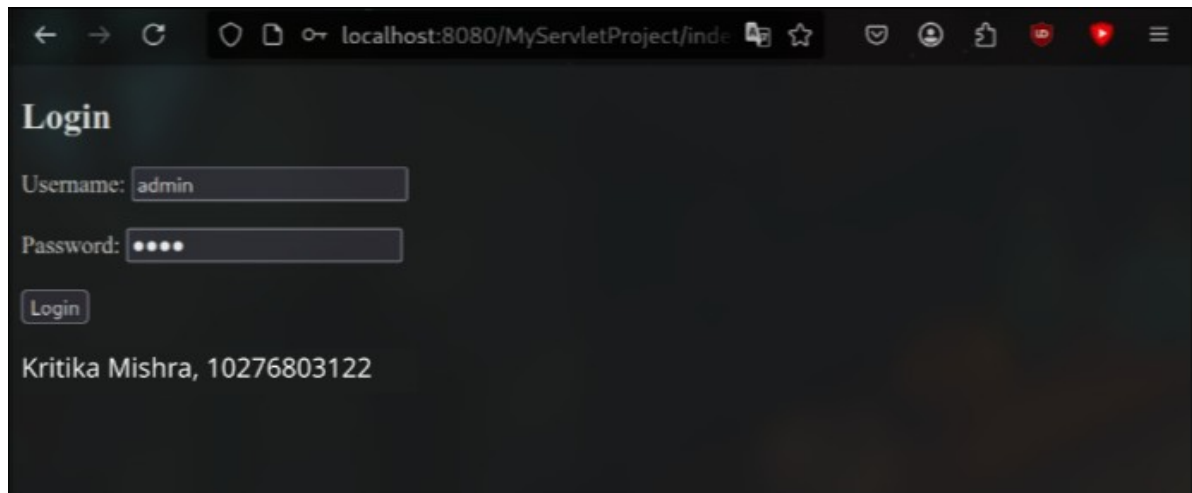 localhost:8080/MyServletProject/inde
Login
Username: admin
Password: ••••
Login
Kritika Mishra, 10276803122